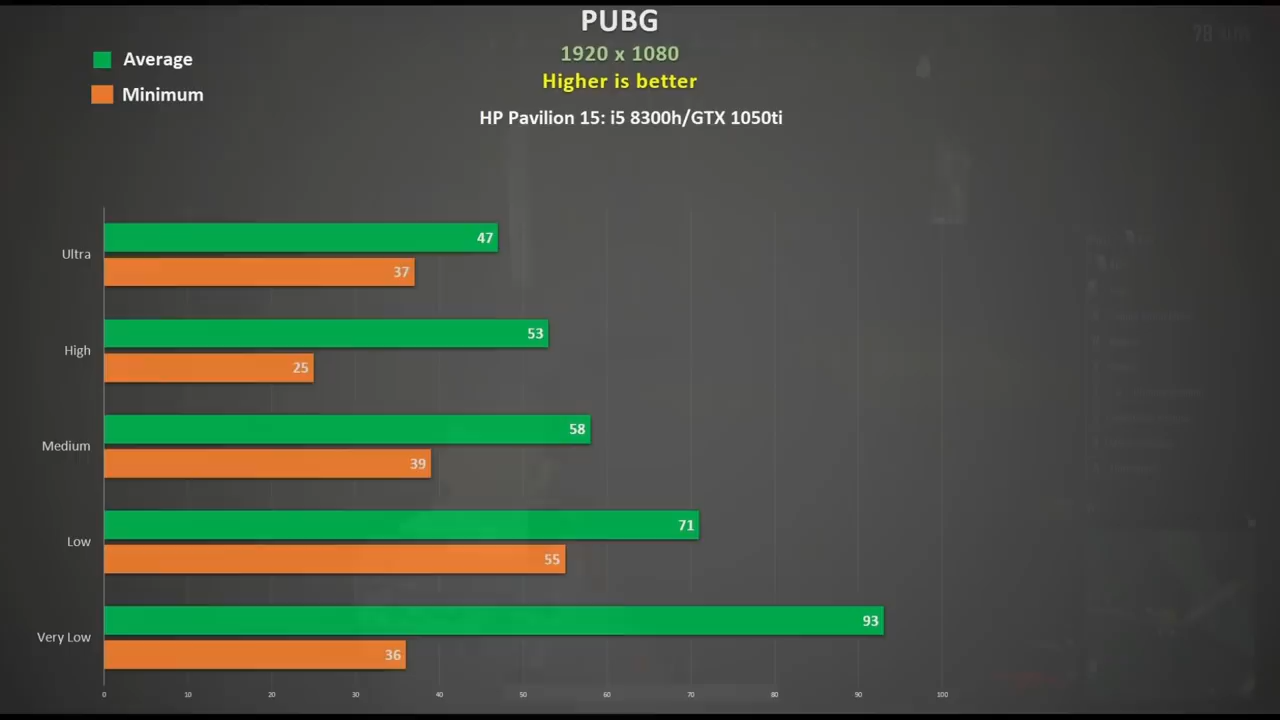 PUBG
1920 x 1080
Higher is better
HP Pavilion 15: i5 8300h/GTX 1050ti
Average
Minimum
78
Ultra
47
37
High
53
25
Medium
58
39
Low
71
55
Very Low
93
36
0 10 20 30 40 50 60 70 80 90 100